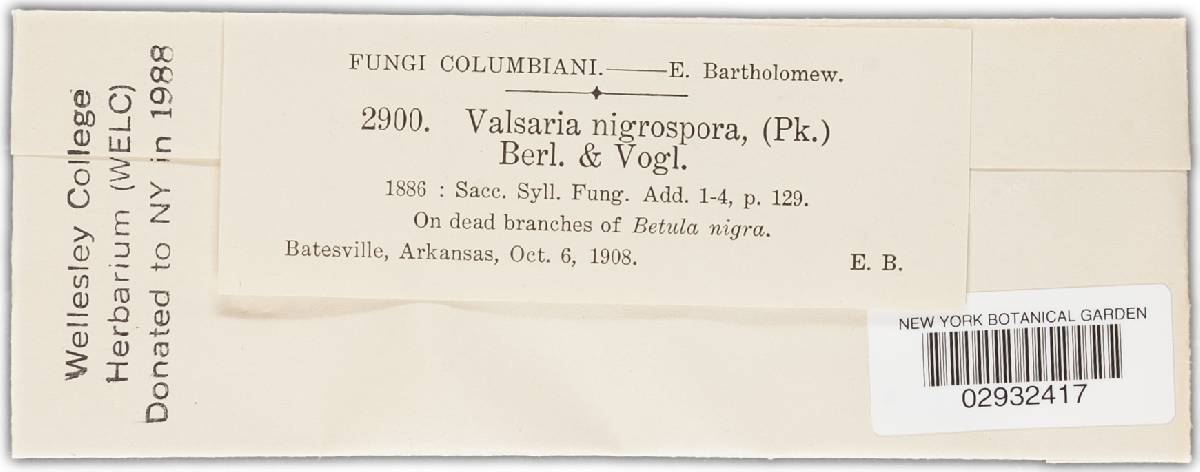 Wellesley College
Herbarium (WELC)
Donated to NY in 1988
FUNGI COLUMBIANI.——E. Bartholomew.
2900. Valsaria nigrospora, (Pk.)
Berl. & Vogl.
1886 : Sacc. Syll. Fung. Add. 1-4, p. 129.
On dead branches of Betula nigra.
Batesville, Arkansas, Oct. 6, 1908. E. B.
NEW YORK BOTANICAL GARDEN
02932417